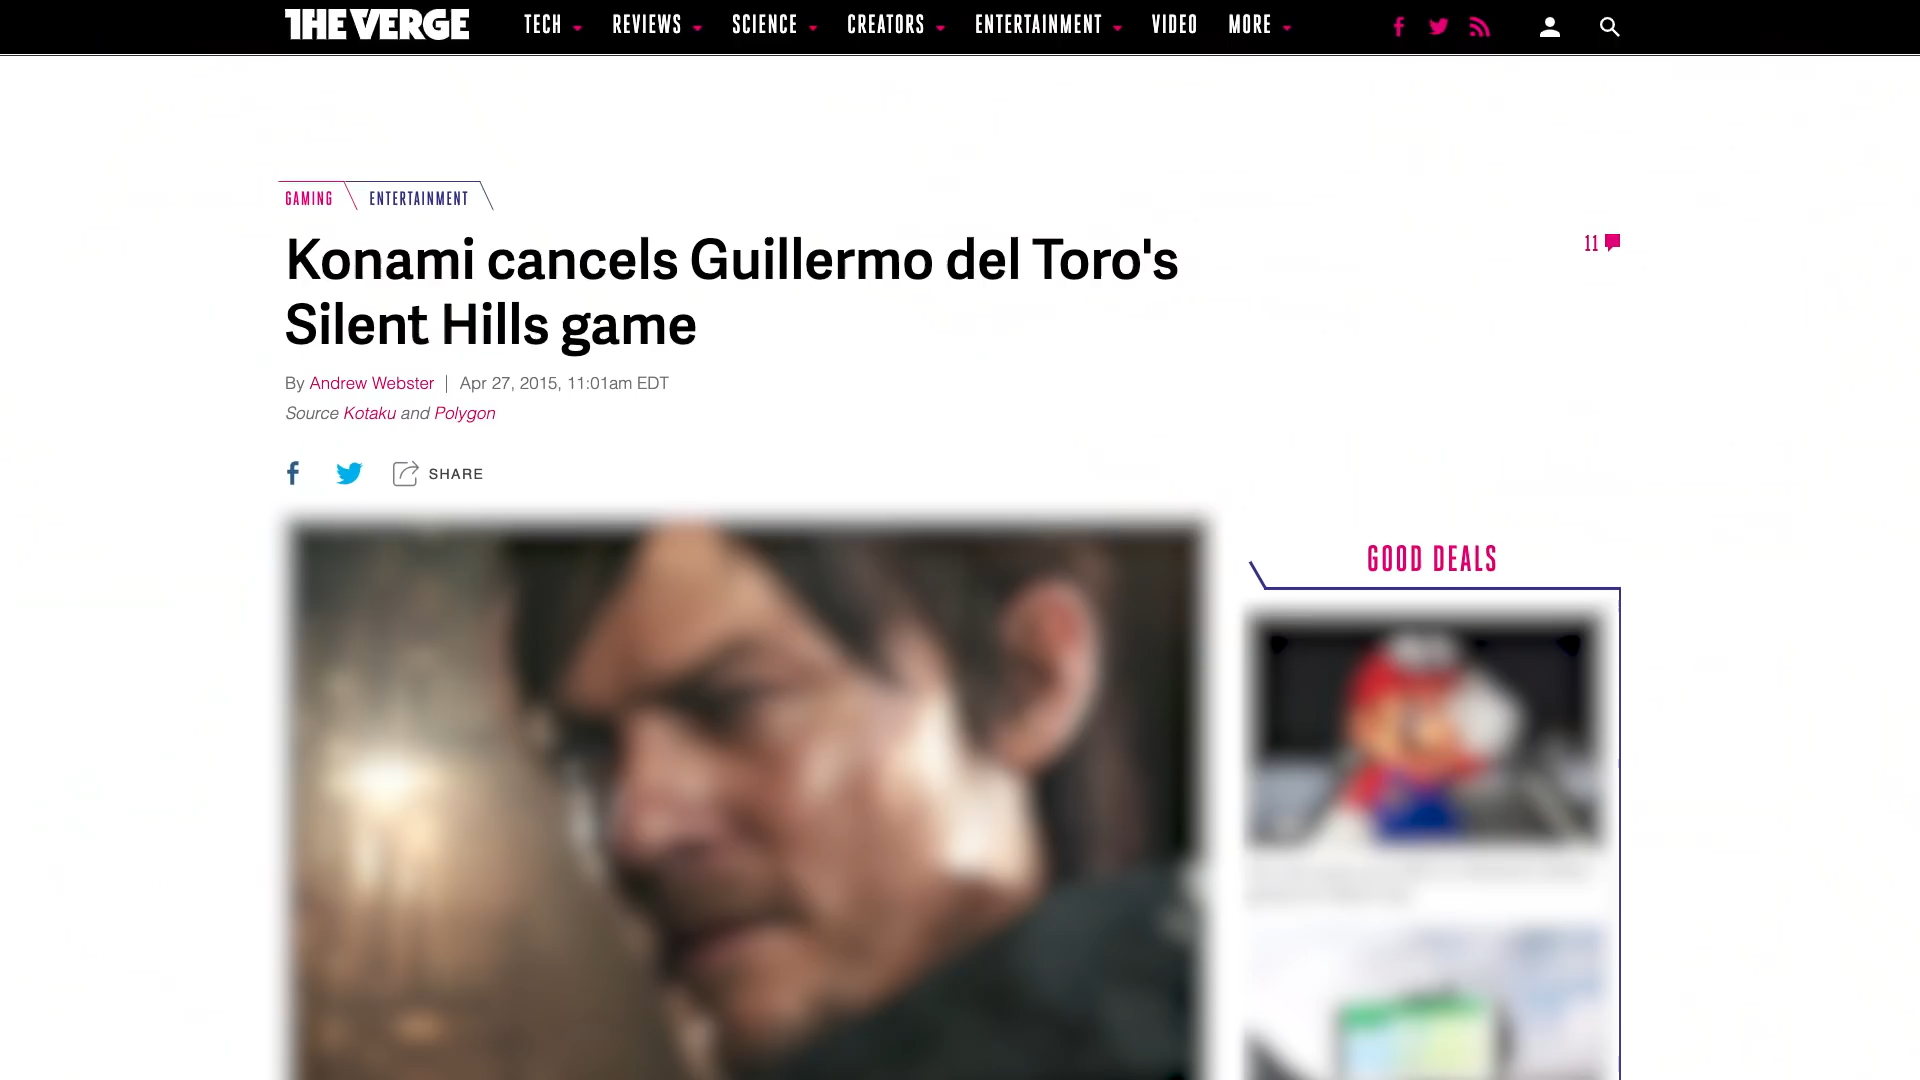 THE VERGE
TECH REVIEWS SCIENCE CREATORS ENTERTAINMENT VIDEO MORE
GAMING ENTERTAINMENT
Konami cancels Guillermo del Toro's
Silent Hills game
11
By Andrew Webster | Apr 27, 2015, 11:01am EDT
Source Kotaku and Polygon
SHARE
GOOD DEALS